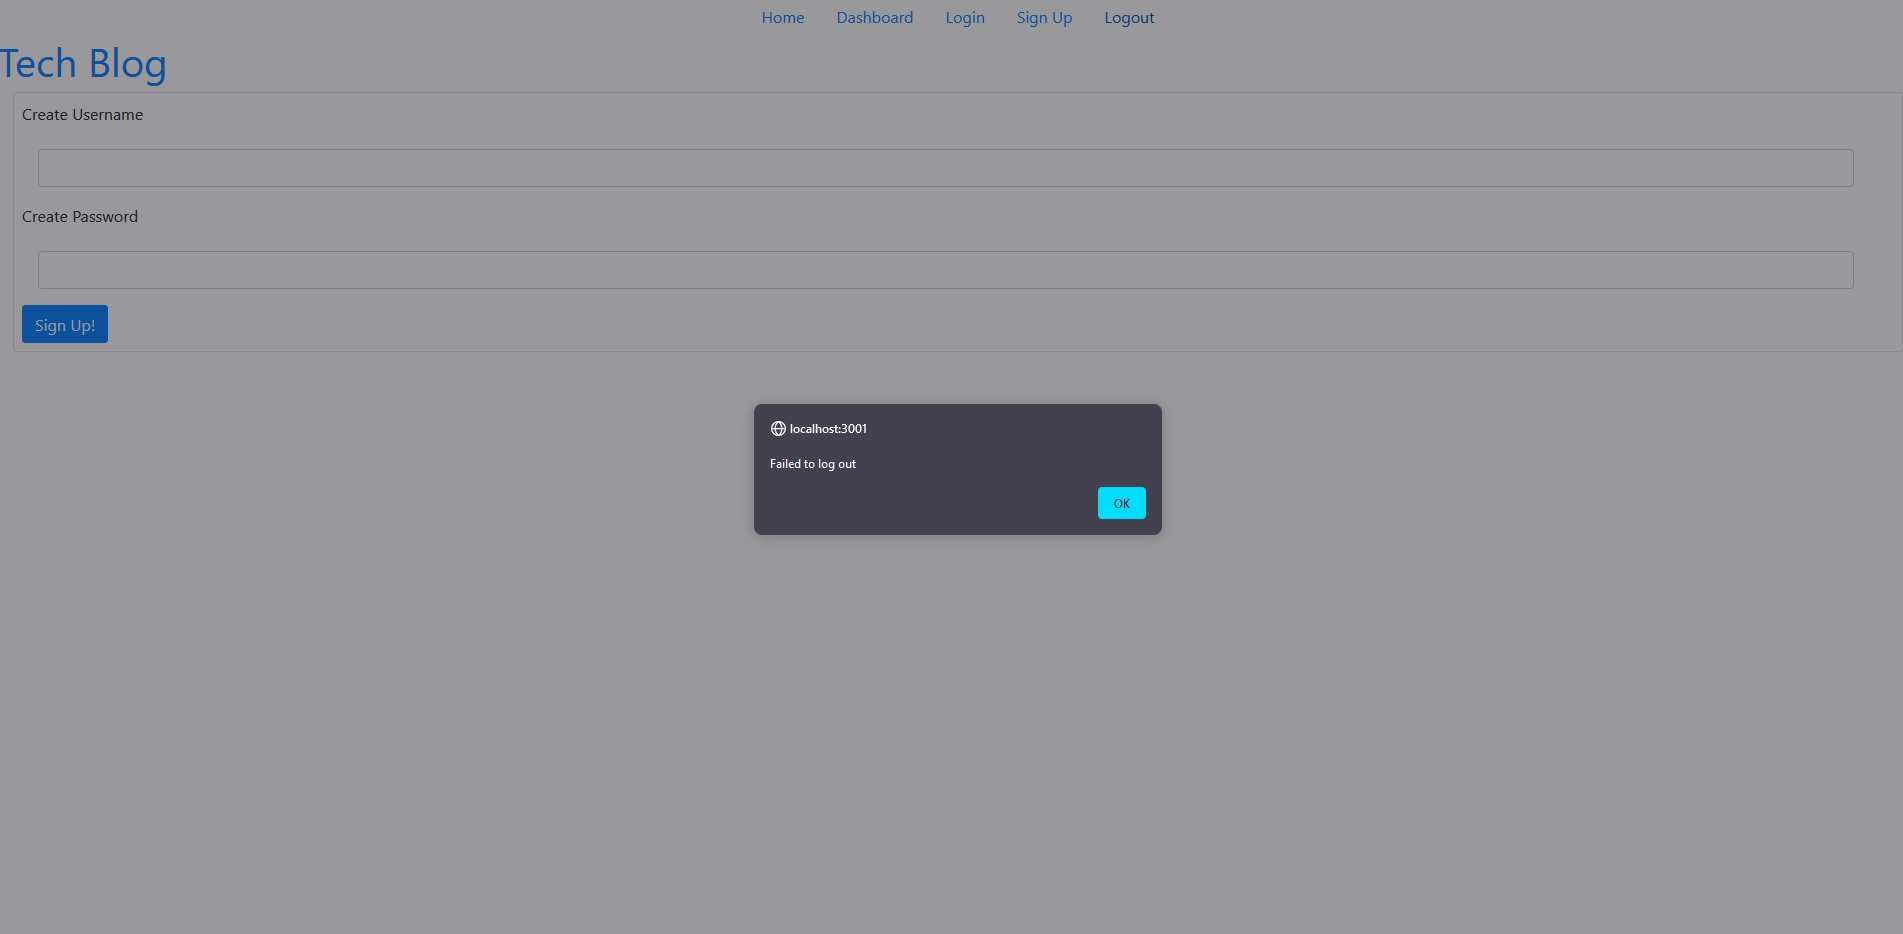 Home Dashboard Login Sign Up Logout
Tech Blog
Create Username
Create Password
Sign Up!
localhost:3001
Failed to log out
OK